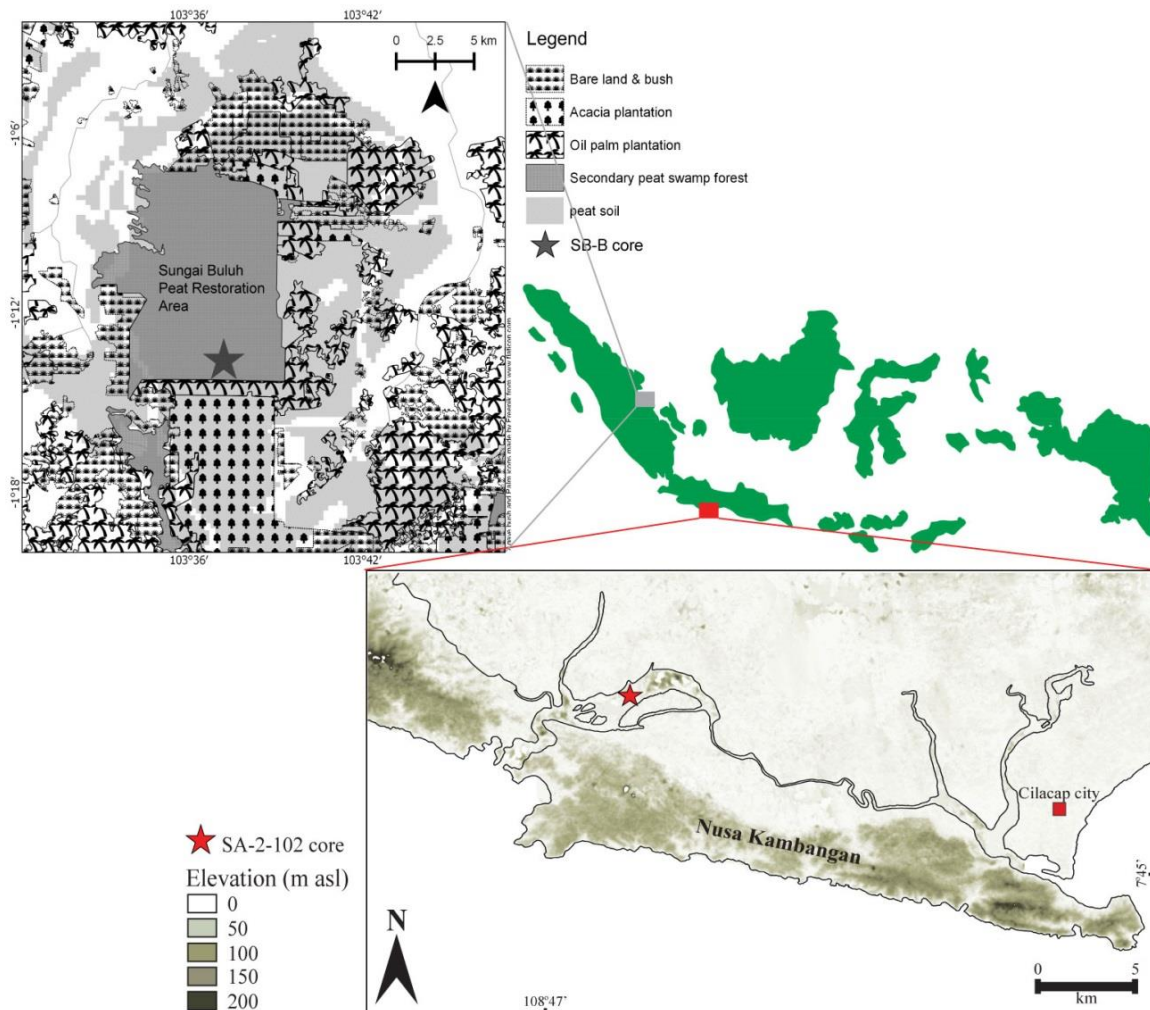 103°36′
103°42′
0
2.5
5 km
-1°6′
-1°12′
-1°18′
Sungai Buluh
Peat Restoration
Area
103°36′
103°42′
Legend
Bare land & bush
Acacia plantation
Oil palm plantation
Secondary peat swamp forest
peat soil
SB-B core
Cilacap city
Nusa Kambangan
7°45′
0
5
km
108°47′
N
SA-2-102 core
Elevation (m asl)
0
50
100
150
200